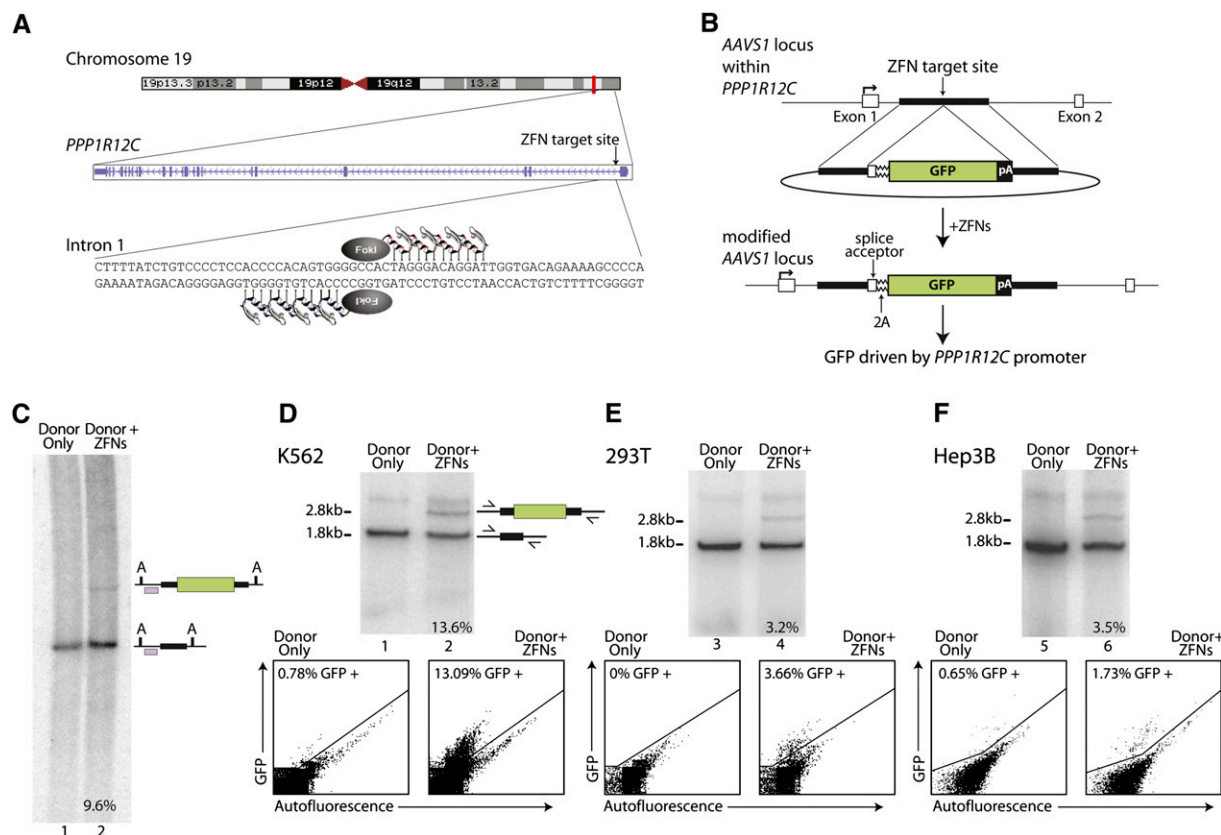 A
Chromosome 19
19p13.3 p13.2 19p12 19q12 13.2
PPP1R12C
ZFN target site
Intron 1
FokI
CTTTTATCTGTCCCCTCCACCCCACAGTGGGGCCACTAGGGACAGGATTGGTGACAGAAAAGCCCCA
GAAAATAGACAGGGGAGGTGGGGTGTCACCCCGGTGATCCCTGTCCTAACCACTGTCTTTTCGGGGT
FokI
B
AAVS1 locus
within
PPP1R12C
ZFN target site
Exon 1
Exon 2
GFP
pA
+ZFNs
modified
AAVS1 locus
splice
acceptor
GFP
pA
2A
GFP driven by PPP1R12C promoter
C
Donor Only
Donor + ZFNs
A A
A A
9.6%
1 2
D
K562
Donor Only
Donor+ ZFNs
2.8kb
1.8kb
13.6%
1 2
Donor Only
Donor+ ZFNs
0.78% GFP +
13.09% GFP +
GFP
Autofluorescence
E
293T
Donor Only
Donor+ ZFNs
2.8kb
1.8kb
3.2%
3 4
Donor Only
Donor+ ZFNs
0% GFP +
3.66% GFP +
GFP
Autofluorescence
F
Hep3B
Donor Only
Donor+ ZFNs
2.8kb
1.8kb
3.5%
5 6
Donor Only
Donor+ ZFNs
0.65% GFP +
1.73% GFP +
GFP
Autofluorescence